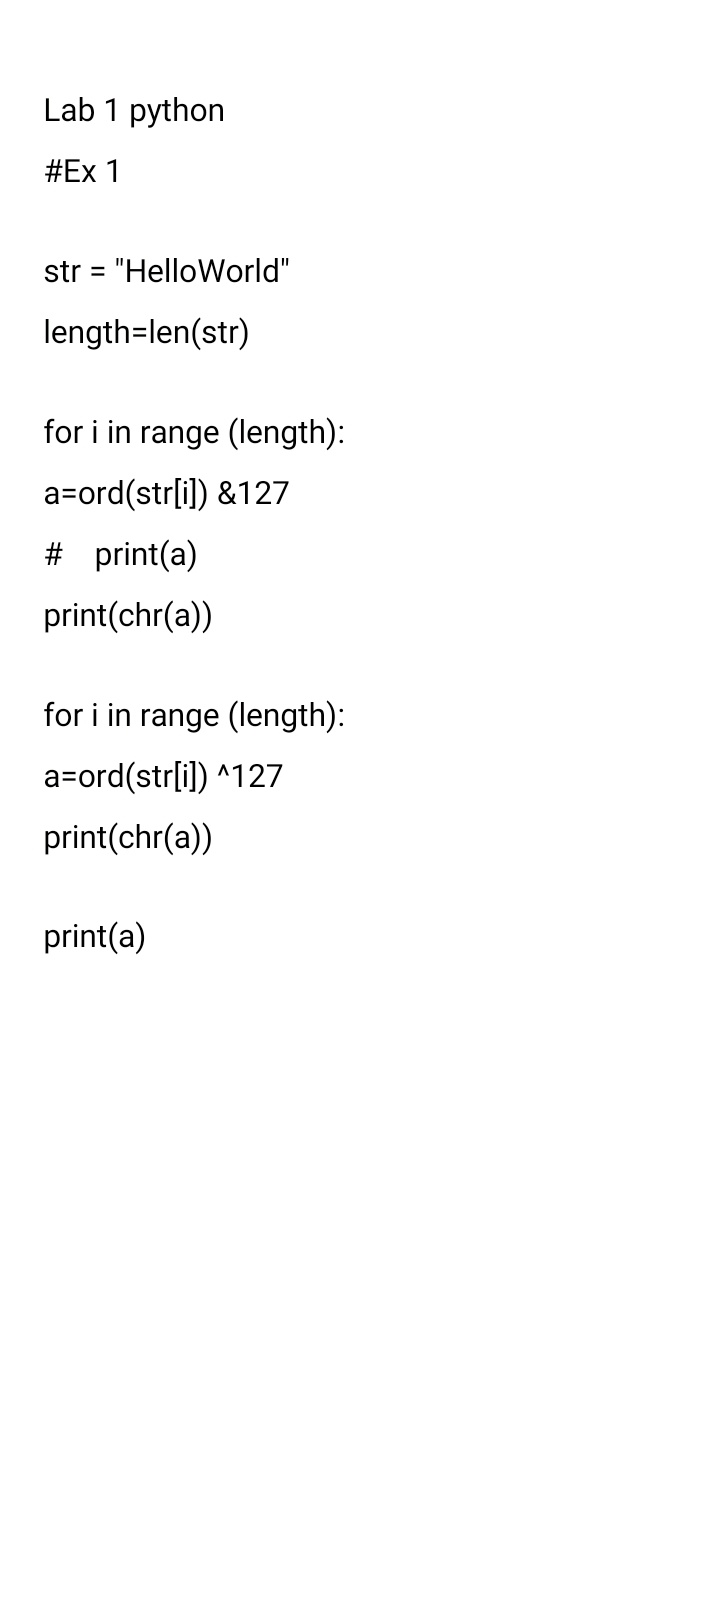 Lab 1 python
#Ex 1
str = "HelloWorld"
length=len(str)
for i in range (length):
a=ord(str[i]) &127
#    print(a)
print(chr(a))
for i in range (length):
a=ord(str[i]) ^127
print(chr(a))
print(a)